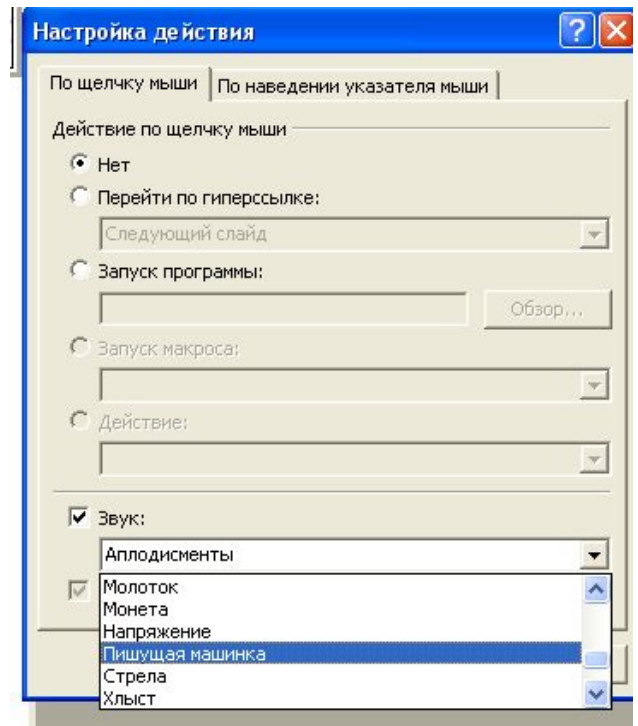 Настройка действия
По щелчку мыши
По наведении указателя мыши
Действие по щелчку мыши
Нет
Перейти по гиперссылке:
Следующий слайд
Запуск программы:
Обзор...
Запуск макроса:
Действие:
Звук:
Аплодисменты
Молоток
Монета
Напряжение
Пишущая машинка
Стрела
Хлыст